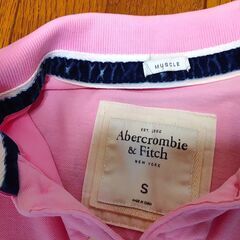 MUSCLE
EST. 1892
Abercrombie
& Fitch
NEW YORK
S